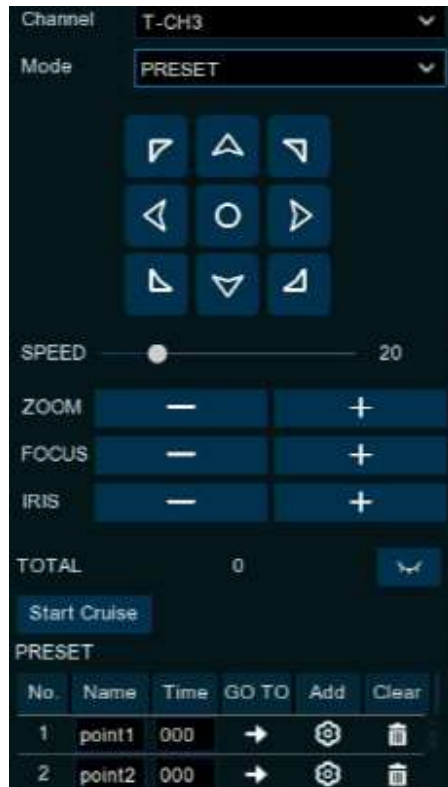 Channel T-CH3
Mode PRESET
SPEED 20
ZOOM
FOCUS
IRIS
TOTAL 0
Start Cruise
PRESET
No. Name Time GO TO Add Clear
1 point1 000
2 point2 000